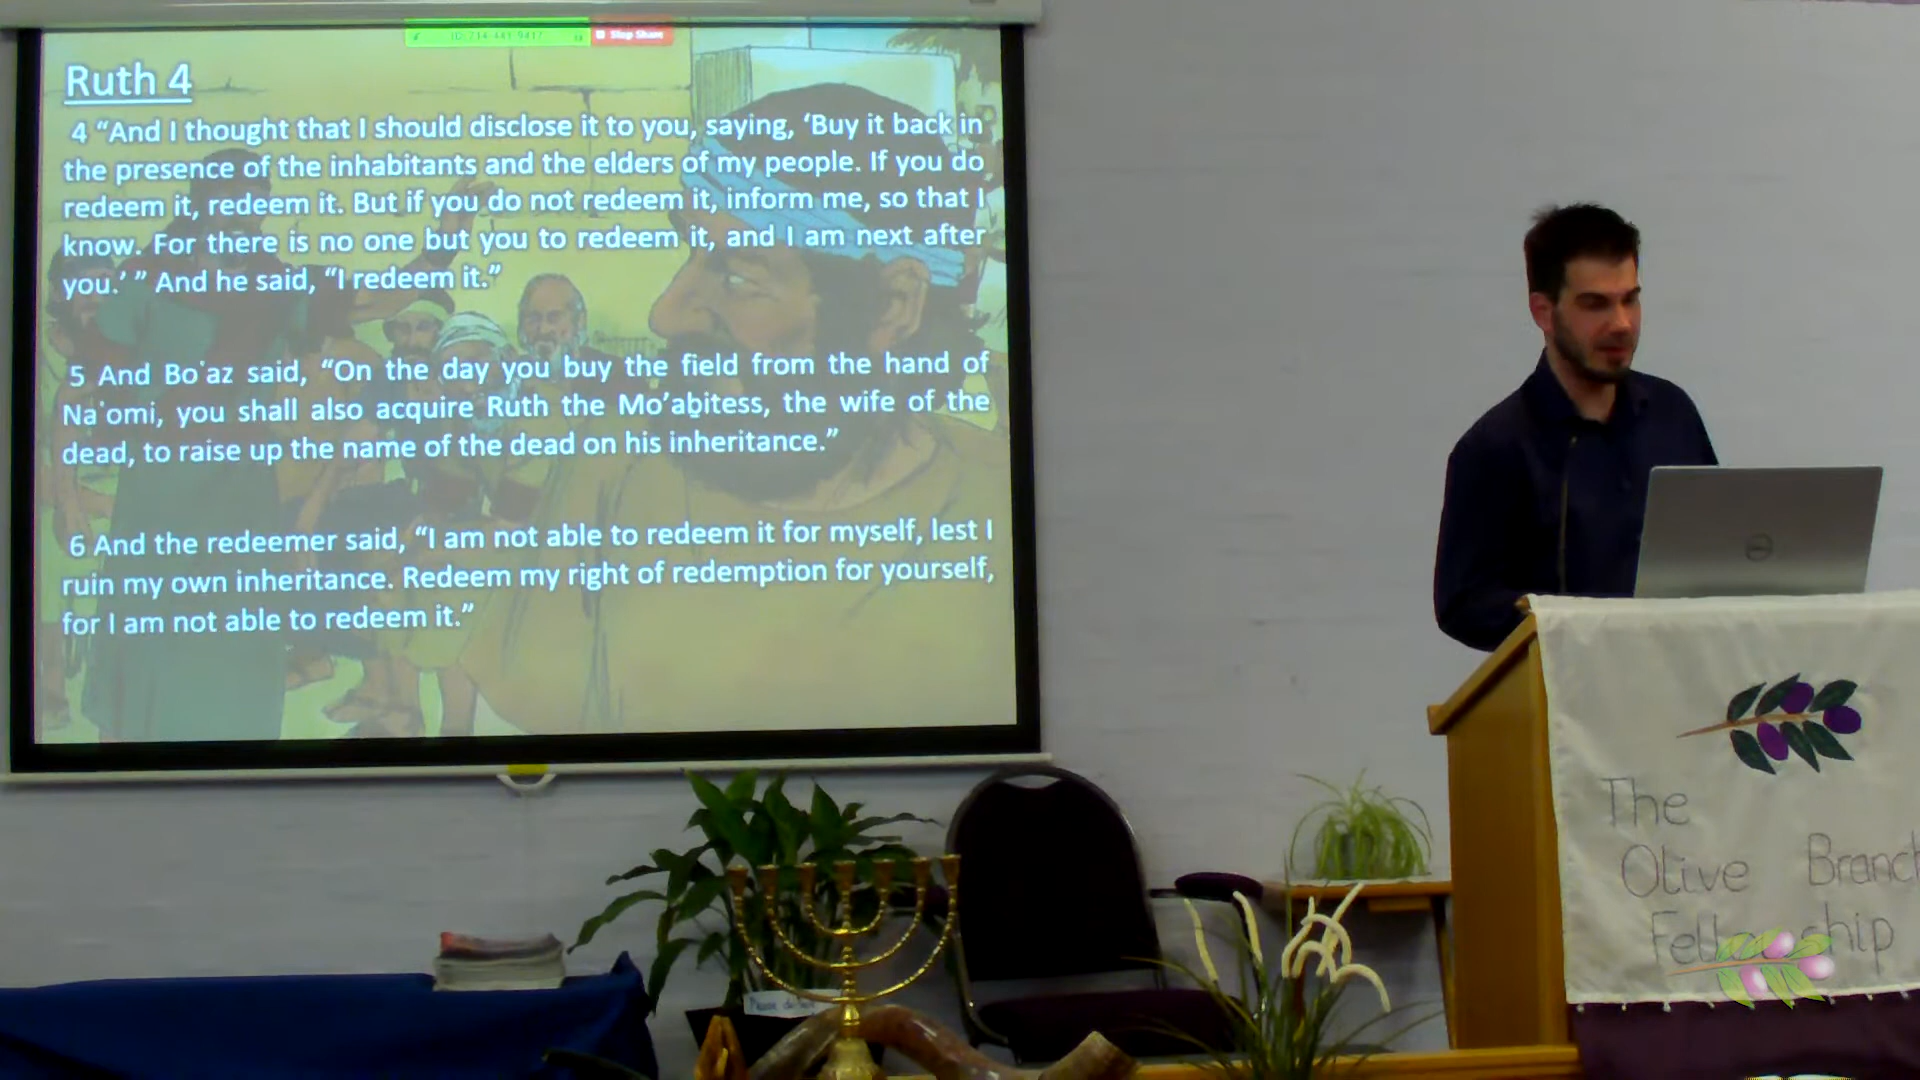 Stop Share
Ruth 4
4 “And I thought that I should disclose it to you, saying, ‘Buy it back in
the presence of the inhabitants and the elders of my people. If you do
redeem it, redeem it. But if you do not redeem it, inform me, so that I
know. For there is no one but you to redeem it, and I am next after
you.’ ” And he said, “I redeem it.”
5 And Bo‛az said, “On the day you buy the field from the hand of
Na‛omi, you shall also acquire Ruth the Mo’aḇitess, the wife of the
dead, to raise up the name of the dead on his inheritance.”
6 And the redeemer said, “I am not able to redeem it for myself, lest I
ruin my own inheritance. Redeem my right of redemption for yourself,
for I am not able to redeem it.”
The
Olive Branch
Fellowship
Please